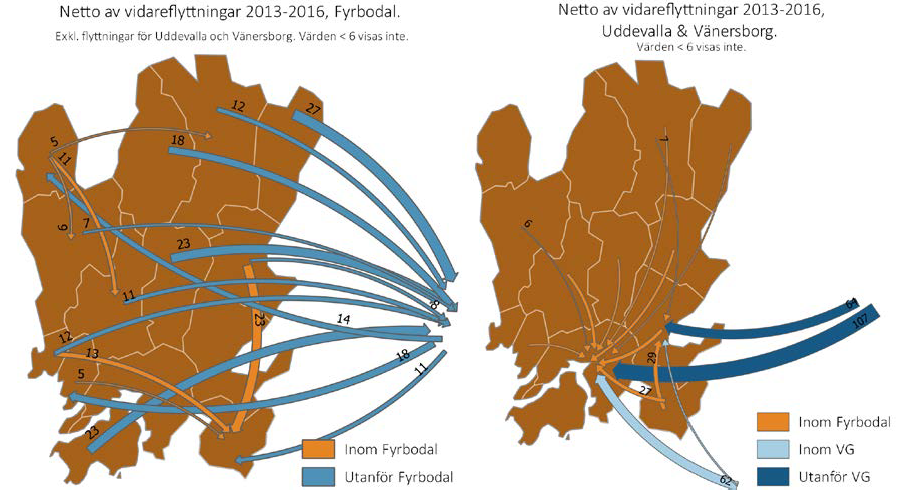 Netto av vidareflyttningar 2013-2016, Fyrbodal.
Exkl. flyttningar för Uddevalla och Vänersborg. Värden < 6 visas inte.
5
11
12
27
18
9
7
23
11
8
23
14
12
13
18
11
5
23
Inom Fyrbodal
Utanför Fyrbodal
Netto av vidareflyttningar 2013-2016,
Uddevalla & Vänersborg.
Värden < 6 visas inte.
7
6
107
29
27
62
Inom Fyrbodal
Inom VG
Utanför VG